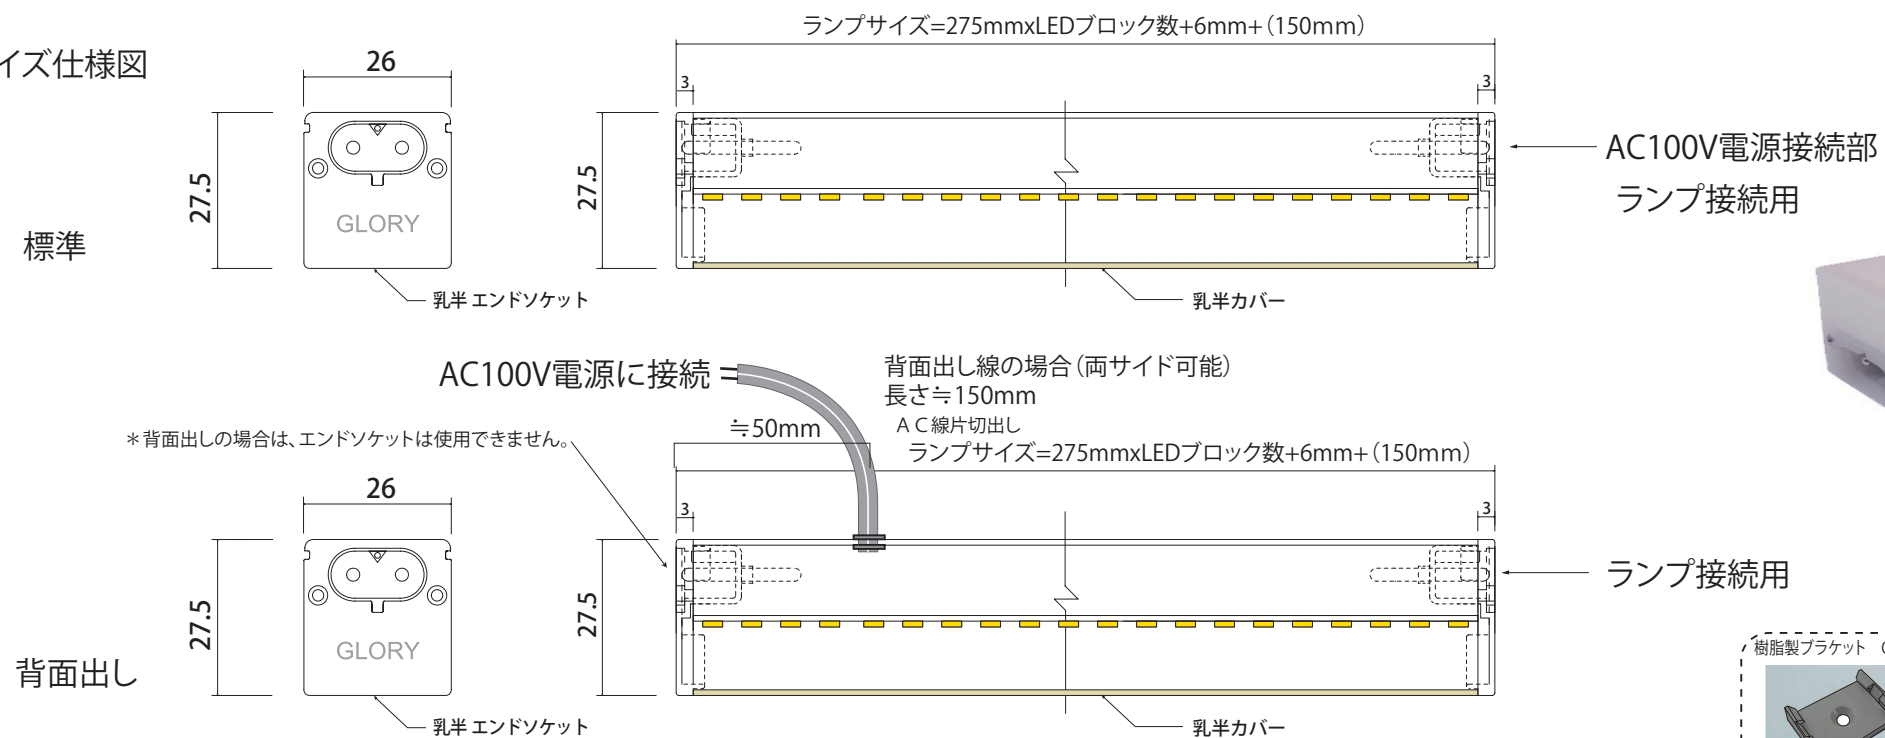 イズ仕様図
ランプサイズ=275mmxLEDブロック数+6mm+(150mm)
26
3
3
27.5
27.5
AC100V電源接続部
ランプ接続用
標準
GLORY
乳半 エンドソケット
乳半カバー
AC100V電源に接続
背面出し線の場合(両サイド可能)
長さ≒150mm
AC線片切出し
≒50mm
*背面出しの場合は、エンドソケットは使用できません。
ランプサイズ=275mmxLEDブロック数+6mm+(150mm)
26
3
3
27.5
27.5
ランプ接続用
背面出し
GLORY
乳半 エンドソケット
乳半カバー
樹脂製ブラケット